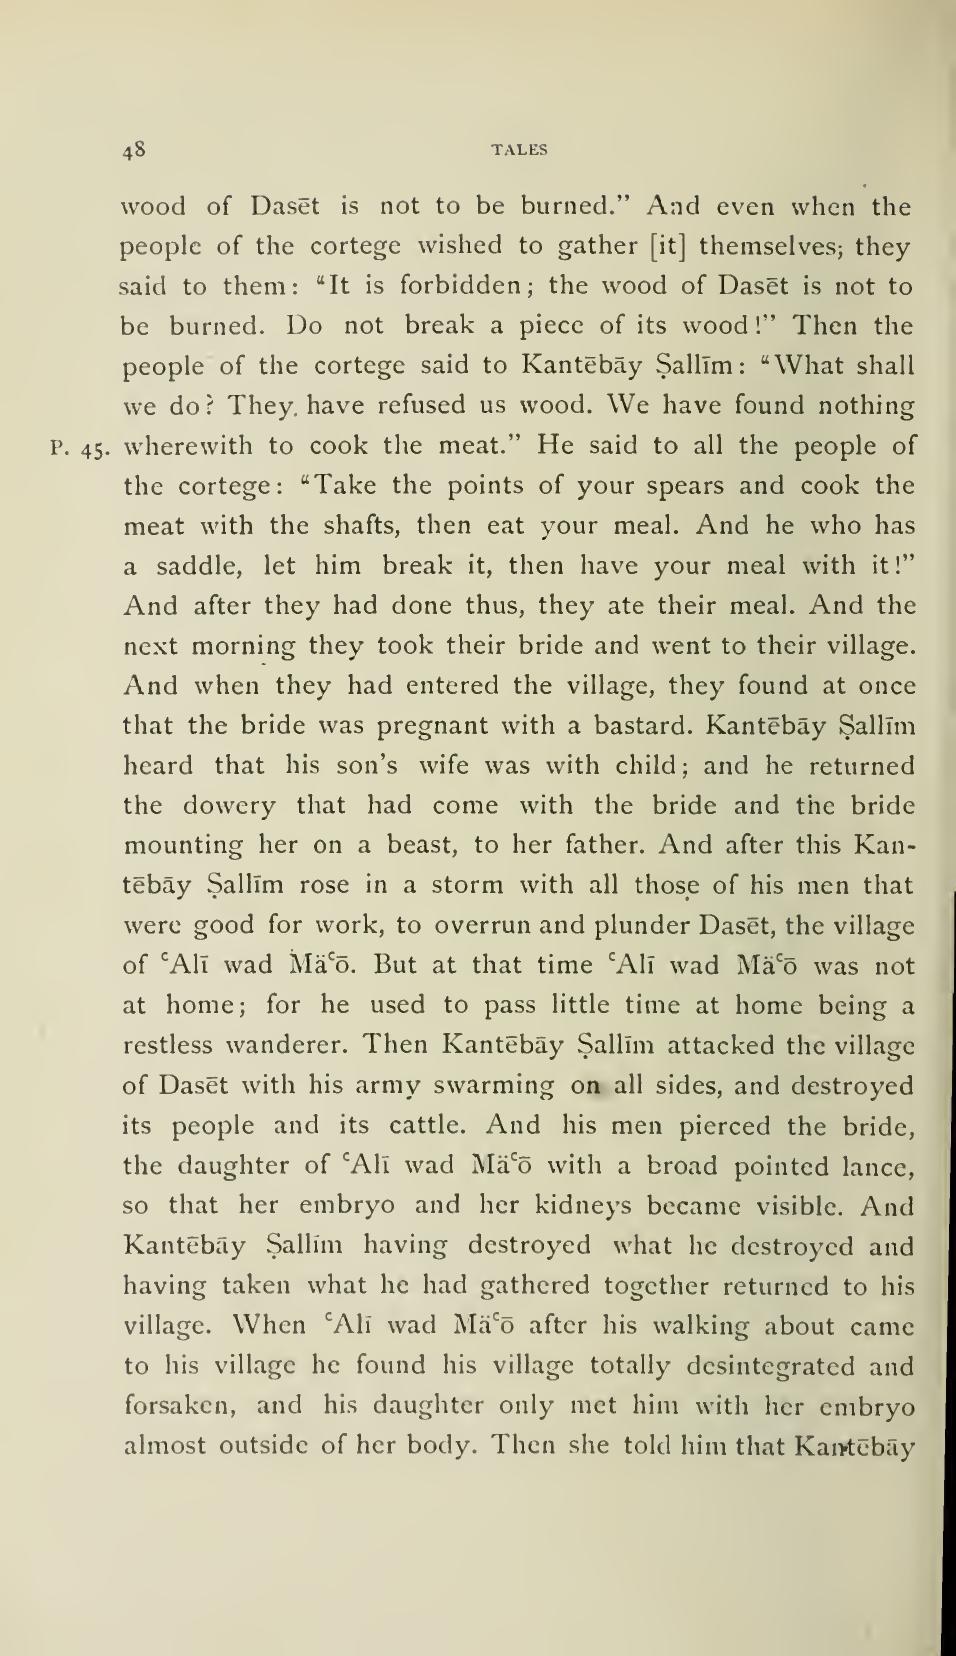 48 TALES
wood of Dasēt is not to be burned.” And even when the
people of the cortege wished to gather [it] themselves; they
said to them: “It is forbidden; the wood of Dasēt is not to
be burned. Do not break a piece of its wood!” Then the
people of the cortege said to Kantēbāy Ṣallīm: “What shall
we do? They have refused us wood. We have found nothing
P. 45. wherewith to cook the meat.” He said to all the people of
the cortege: “Take the points of your spears and cook the
meat with the shafts, then eat your meal. And he who has
a saddle, let him break it, then have your meal with it!”
And after they had done thus, they ate their meal. And the
next morning they took their bride and went to their village.
And when they had entered the village, they found at once
that the bride was pregnant with a bastard. Kantēbāy Ṣallīm
heard that his son’s wife was with child; and he returned
the dowery that had come with the bride and the bride
mounting her on a beast, to her father. And after this Kan-
tēbāy Ṣallīm rose in a storm with all those of his men that
were good for work, to overrun and plunder Dasēt, the village
of ʿAlī wad Mäʿō. But at that time ʿAlī wad Mäʿō was not
at home; for he used to pass little time at home being a
restless wanderer. Then Kantēbāy Ṣallīm attacked the village
of Dasēt with his army swarming on all sides, and destroyed
its people and its cattle. And his men pierced the bride,
the daughter of ʿAlī wad Mäʿō with a broad pointed lance,
so that her embryo and her kidneys became visible. And
Kantēbāy Ṣallīm having destroyed what he destroyed and
having taken what he had gathered together returned to his
village. When ʿAlī wad Mäʿō after his walking about came
to his village he found his village totally desintegrated and
forsaken, and his daughter only met him with her embryo
almost outside of her body. Then she told him that Kantēbāy